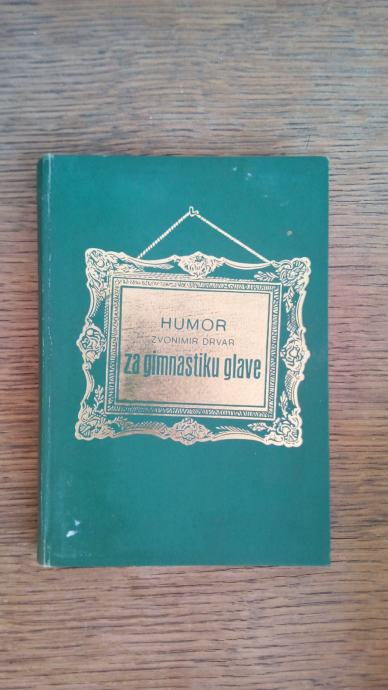 HUMOR
ZVONIMIR DRVAR
za gimnastiku glave